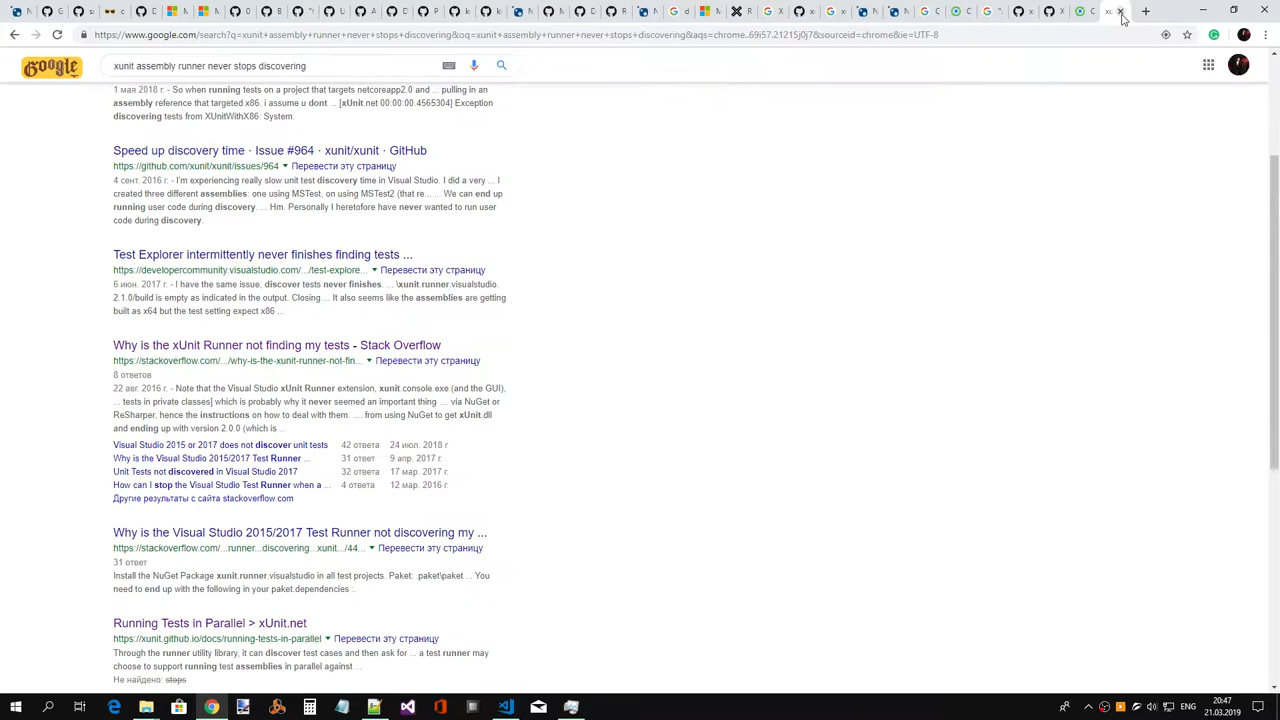 https://www.google.com/search?q=xunit+assembly+runner+never+stops+discovering&oq=xunit+assembly+runner+never+stops+discovering&aqs=chrome..69i57.21215j0j7&sourceid=chrome&ie=UTF-8
Google
xunit assembly runner never stops discovering
1 мая 2018 г. - So when running tests on a project that targets netcoreapp2.0 and ... pulling in an
assembly reference that targeted x86. i assume u dont ... [xUnit.net 00:00:00.4565304] Exception
discovering tests from XUnitWithX86: System.
Speed up discovery time · Issue #964 · xunit/xunit · GitHub
https://github.com/xunit/xunit/issues/964 Перевести эту страницу
4 сент. 2016 г. - I'm experiencing really slow unit test discovery time in Visual Studio. I did a very ... I
created three different assemblies: one using MSTest, on using MSTest2 (that re... ... We can end up
running user code during discovery. ... Hm. Personally I heretofore have never wanted to run user
code during discovery.
Test Explorer intermittently never finishes finding tests ...
https://developercommunity.visualstudio.com/.../test-explore... Перевести эту страницу
6 июн. 2017 г. - I have the same issue, discover tests never finishes. ... \xunit.runner.visualstudio.
2.1.0/build is empty as indicated in the output. Closing ... It also seems like the assemblies are getting
built as x64 but the test setting expect x86 ...
Why is the xUnit Runner not finding my tests - Stack Overflow
https://stackoverflow.com/.../why-is-the-xunit-runner-not-fin... Перевести эту страницу
8 ответов
22 авг. 2016 г. - Note that the Visual Studio xUnit Runner extension, xunit.console.exe (and the GUI),
... tests in private classes] which is probably why it never seemed an important thing .... via NuGet or
ReSharper, hence the instructions on how to deal with them. .... from using NuGet to get xUnit.dll
and ending up with version 2.0.0 (which is ...
Visual Studio 2015 or 2017 does not discover unit tests 42 ответа 24 июл. 2018 г.
Why is the Visual Studio 2015/2017 Test Runner ... 31 ответ 9 апр. 2017 г.
Unit Tests not discovered in Visual Studio 2017 32 ответа 17 мар. 2017 г.
How can I stop the Visual Studio Test Runner when a ... 4 ответа 12 мар. 2016 г.
Другие результаты с сайта stackoverflow.com
Why is the Visual Studio 2015/2017 Test Runner not discovering my ...
https://stackoverflow.com/...runner...discovering...xunit.../44... Перевести эту страницу
31 ответ
Install the NuGet Package xunit.runner.visualstudio in all test projects. Paket: .paket\paket ... You
need to end up with the following in your paket.dependencies :.
Running Tests in Parallel > xUnit.net
https://xunit.github.io/docs/running-tests-in-parallel Перевести эту страницу
Through the runner utility library, it can discover test cases and then ask for ... a test runner may
choose to support running test assemblies in parallel against ...
Не найдено: stops
ENG
20:47
21.03.2019